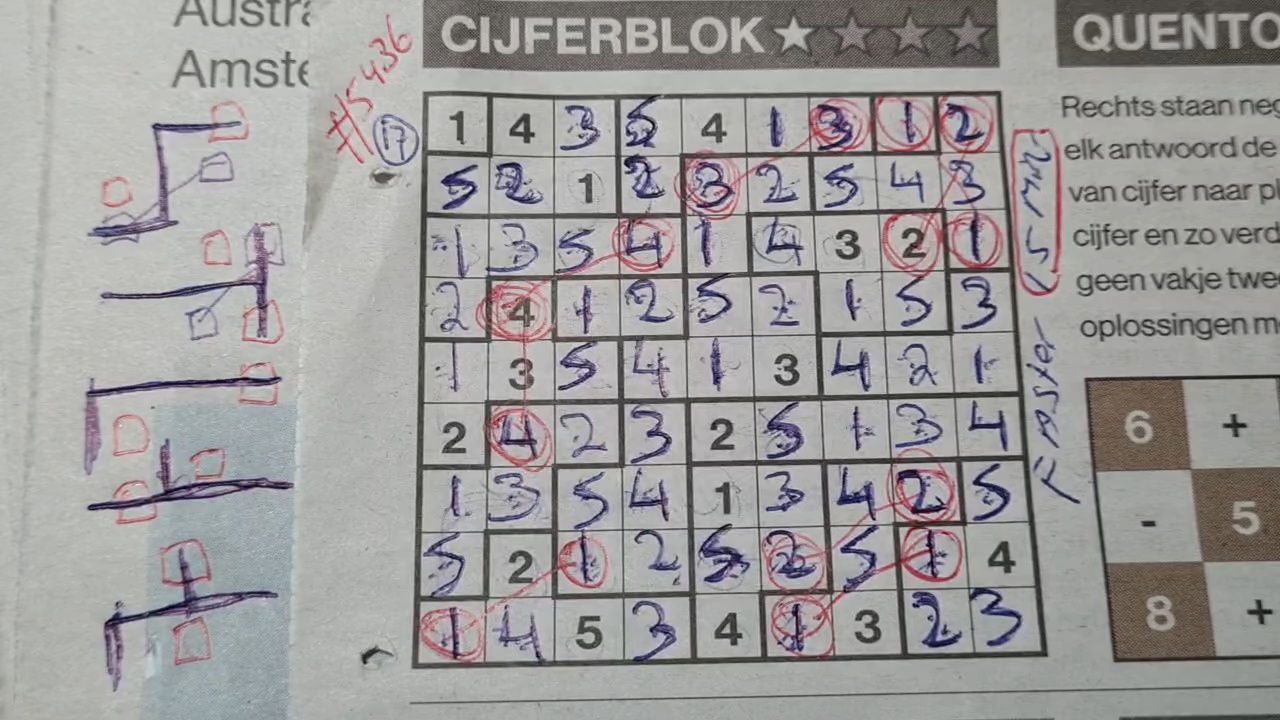 Austra
Amste
#5436
17
CIJFERBLOK
QUENTO
1 4 3 5 4 1 3 1 2
5 2 1 2 3 2 5 4 3
1 3 5 4 1 4 3 2 1
2 4 1 2 5 2 1 5 3
1 3 5 4 1 3 4 2 1
2 4 2 3 2 5 1 3 4
1 3 5 4 1 3 4 2 5
5 2 1 2 5 2 5 1 4
1 4 5 3 4 1 3 2 3
Rechts staan neg
elk antwoord de
van cijfer naar pl
cijfer en zo verd
geen vakje twee
oplossingen m
6 +
- 5
8 +